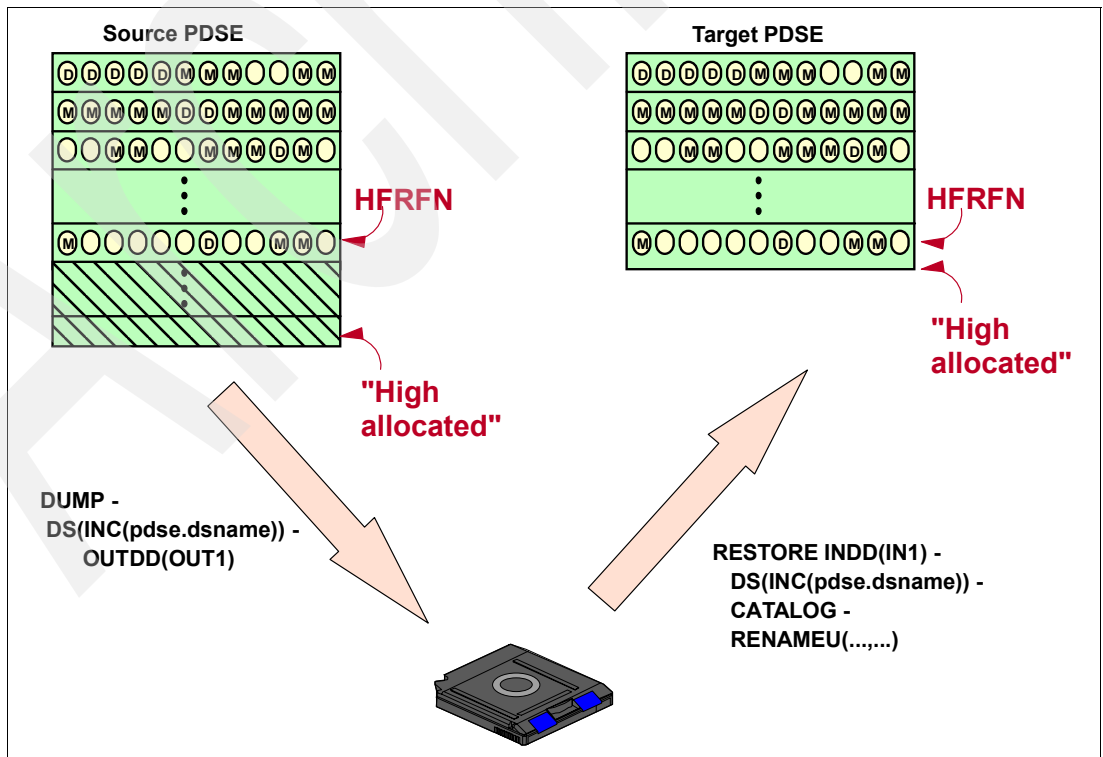 Source PDSE
D D D D D M M M M M
M M M M M D D M M M M M
M M M M M D M
M D M M
HFRFN
"High
allocated"
Target PDSE
D D D D D M M M M M
M M M M M D D M M M M M
M M M M M D M
M D M M
HFRFN
"High
allocated"
DUMP -
DS(INC(pdse.dsname)) -
OUTDD(OUT1)
RESTORE INDD(IN1) -
DS(INC(pdse.dsname)) -
CATALOG -
RENAMEU(...,...)